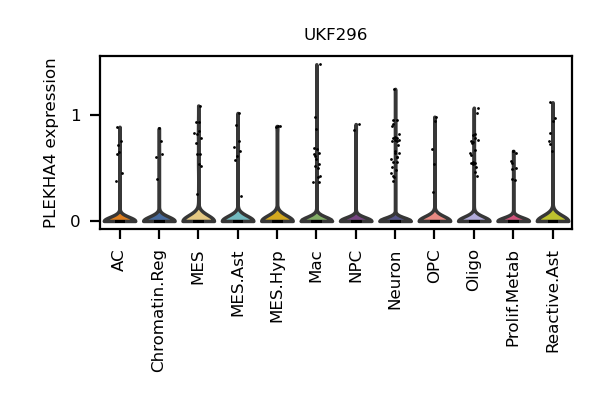 UKF296
PLEKHA4 expression
1
0
AC
Chromatin.Reg
MES
MES.Ast
MES.Hyp
Mac
NPC
Neuron
OPC
Oligo
Prolif.Metab
Reactive.Ast